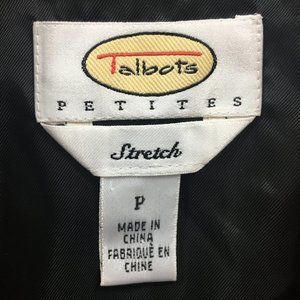 Talbots
PETITES
Stretch
P
MADE IN
CHINA
FABRIQUÉ EN
CHINE